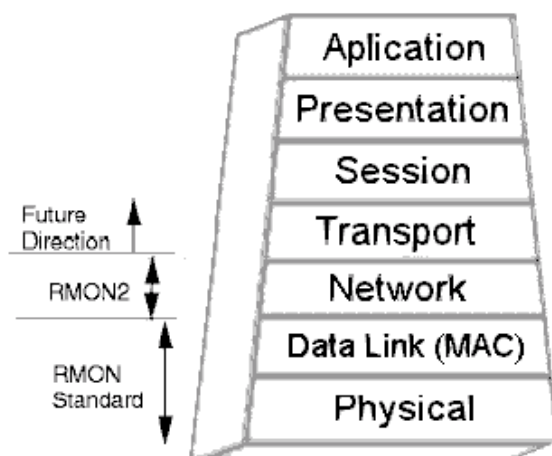 Aplication
Presentation
Session
Transport
Network
Data Link (MAC)
Physical
Future
Direction
RMON2
RMON
Standard